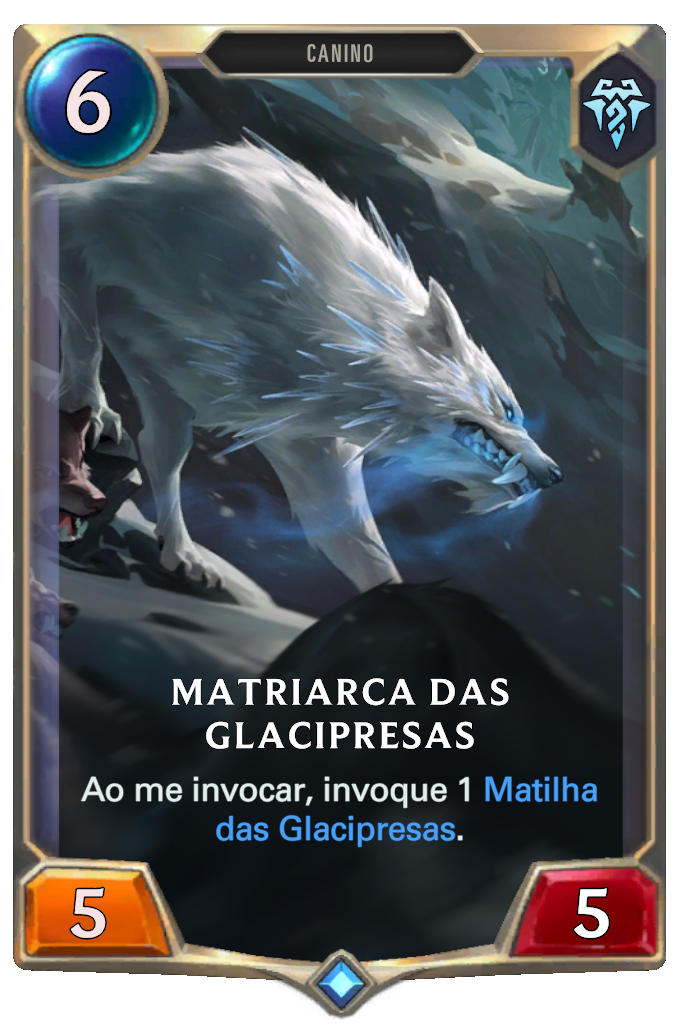 CANINO
6
MATRIARCA DAS
GLACIPRESAS
Ao me invocar, invoque 1 Matilha
das Glacipresas.
5
5